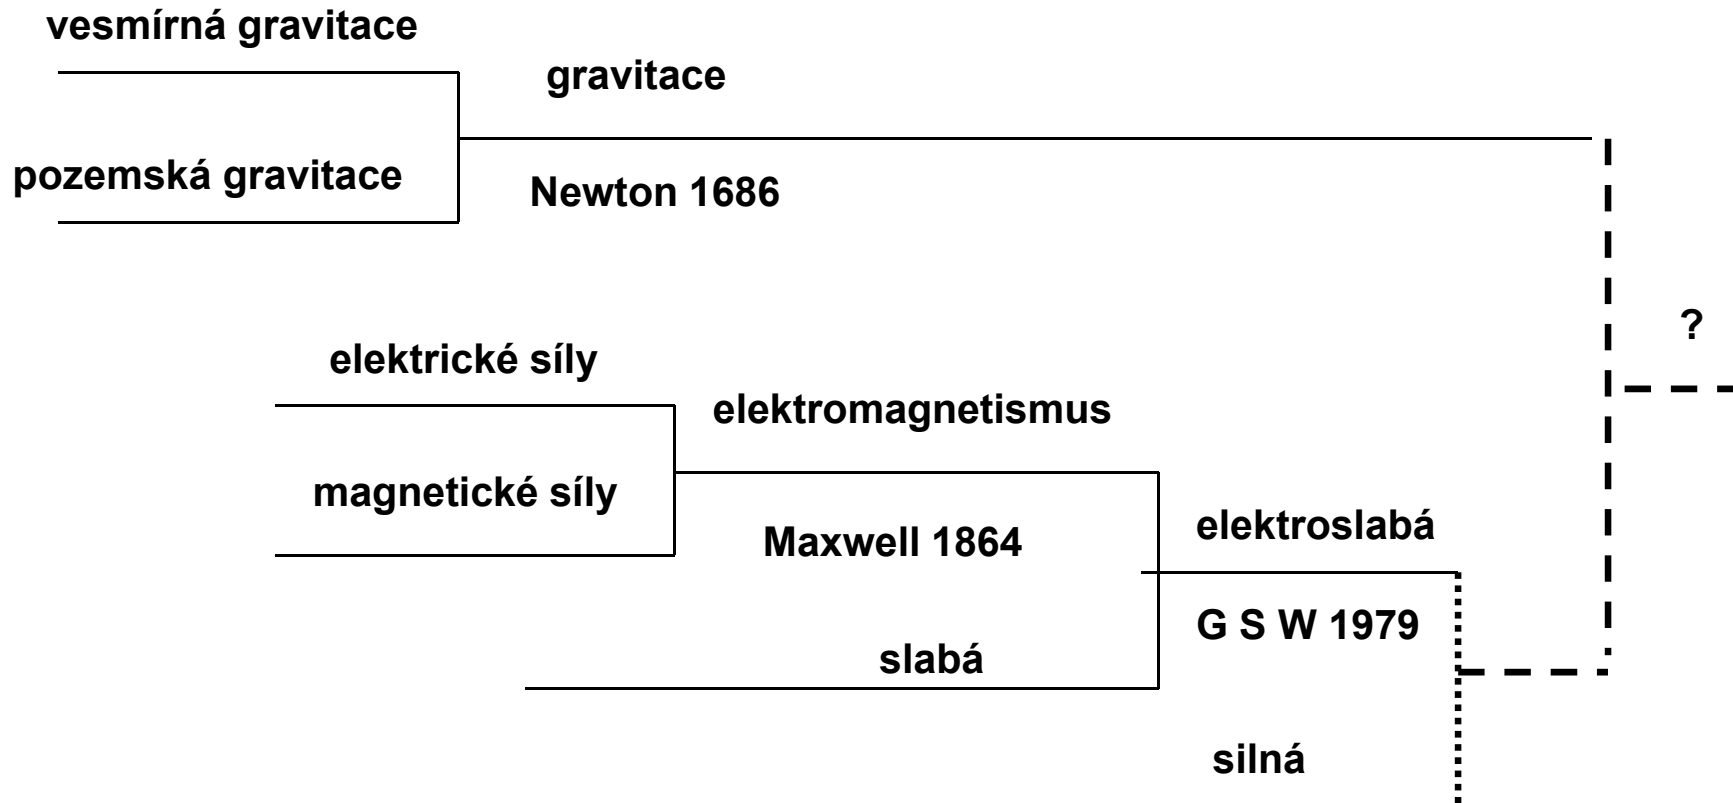 vesmírná gravitace
gravitace
pozemská gravitace
Newton 1686
?
elektrické síly
elektromagnetismus
magnetické síly
Maxwell 1864
elektroslabá
G S W 1979
slabá
silná